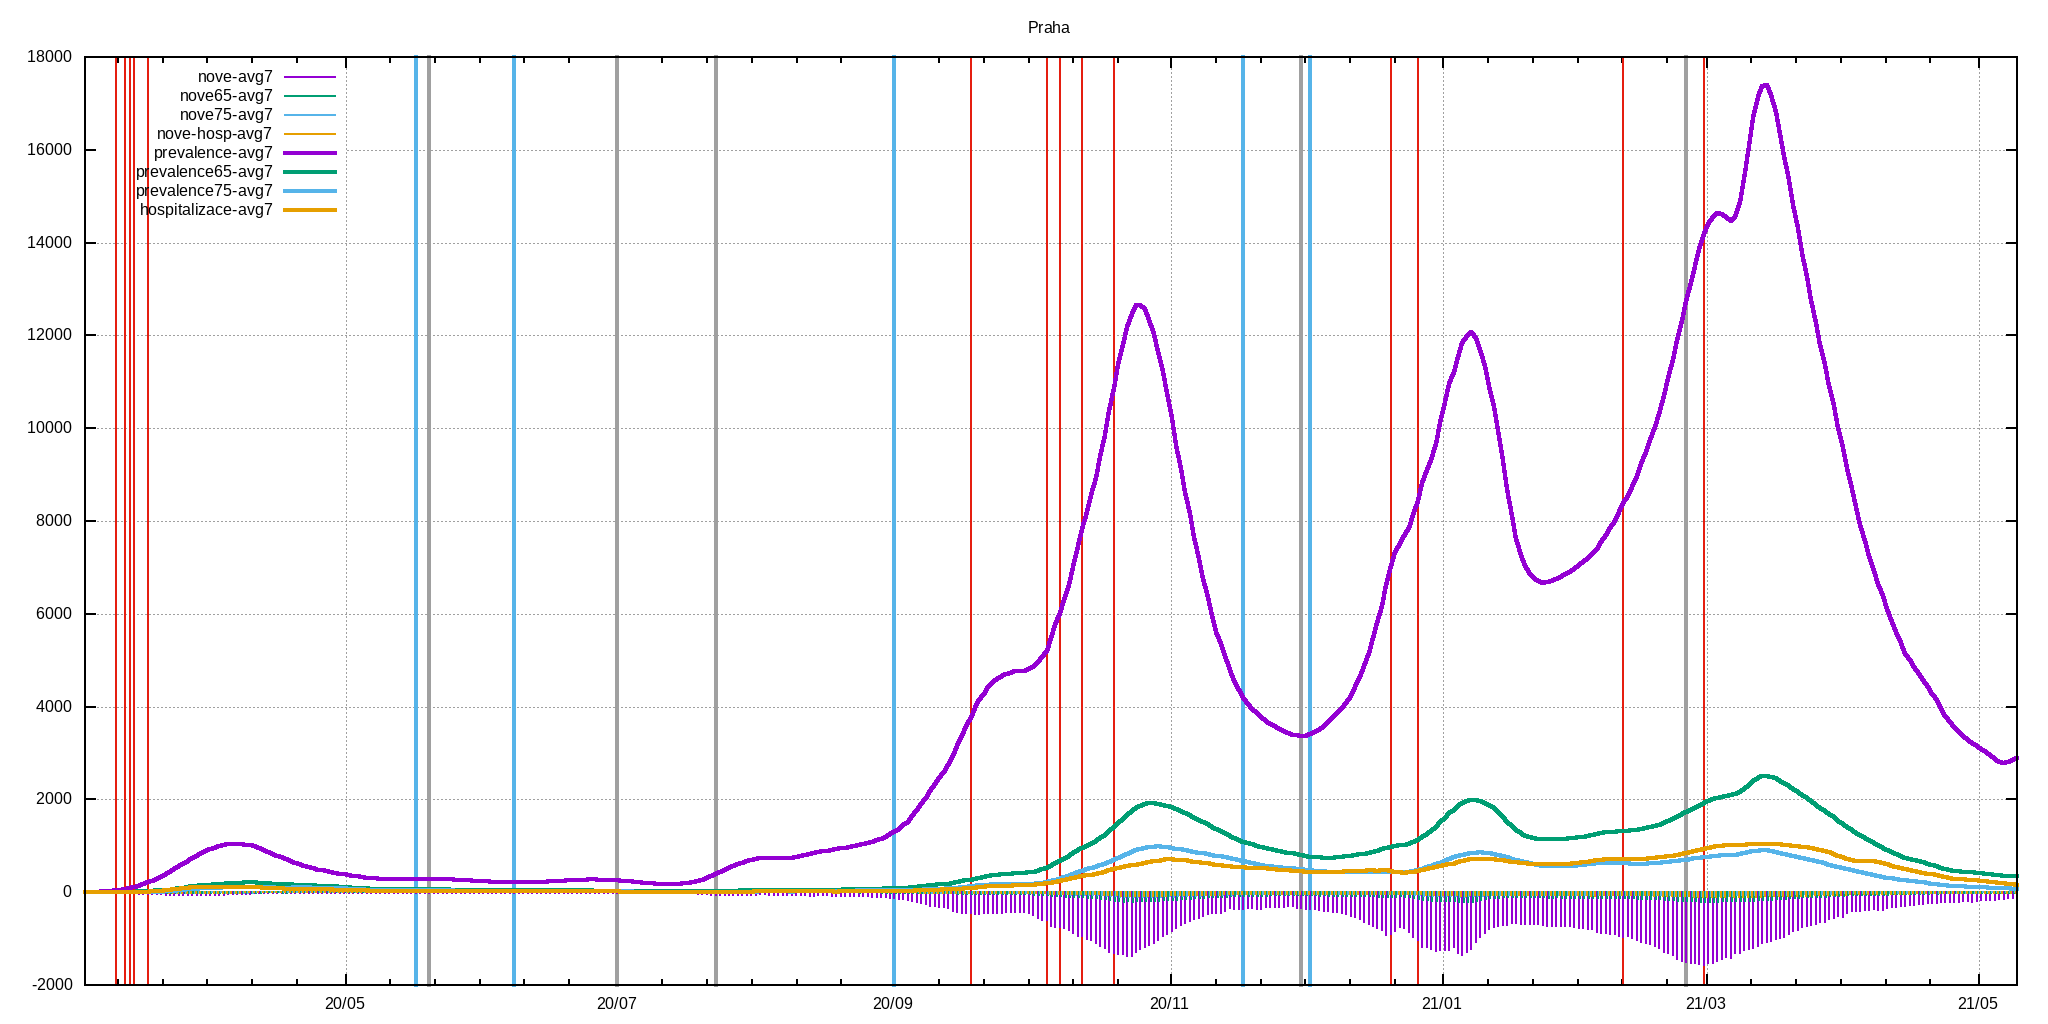 Praha
18000
16000
14000
12000
10000
8000
6000
4000
2000
0
-2000
nove-avg7
nove65-avg7
nove75-avg7
nove-hosp-avg7
prevalence-avg7
prevalence65-avg7
prevalence75-avg7
hospitalizace-avg7
20/05
20/07
20/09
20/11
21/01
21/03
21/05